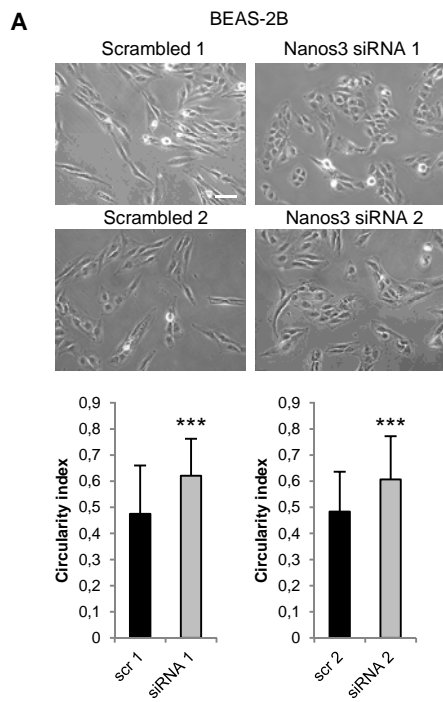 A
BEAS-2B
Scrambled 1
Nanos3 siRNA 1
Scrambled 2
Nanos3 siRNA 2
Circularity index
0,9
0,8
0,7
0,6
0,5
0,4
0,3
0,2
0,1
0
***
scr 1
siRNA 1
Circularity index
0,9
0,8
0,7
0,6
0,5
0,4
0,3
0,2
0,1
0
***
scr 2
siRNA 2